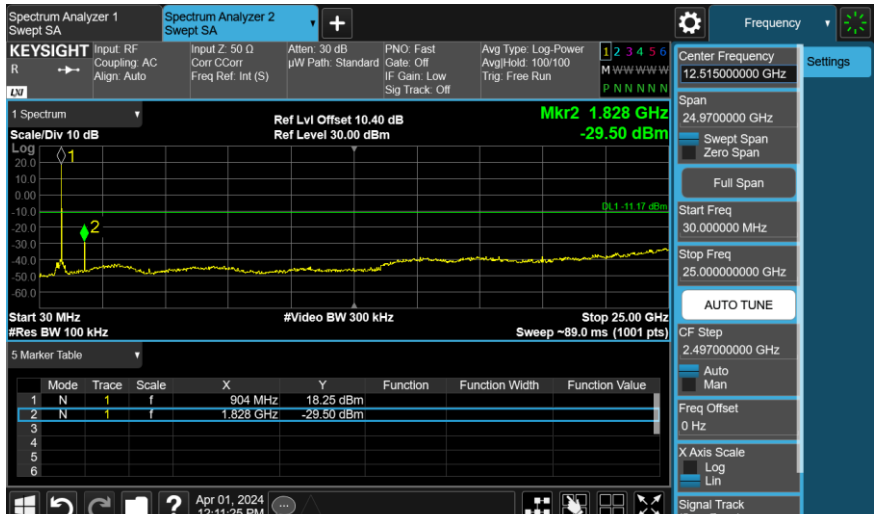 Spectrum Analyzer 1
Swept SA
Spectrum Analyzer 2
Swept SA
Frequency
KEYSIGHT
R
LXI
Input: RF
Coupling: AC
Align: Auto
Input Z: 50 Ω
Corr CCorr
Freq Ref: Int (S)
Atten: 30 dB
µW Path: Standard
PNO: Fast
Gate: Off
IF Gain: Low
Sig Track: Off
Avg Type: Log-Power
Avg|Hold: 100/100
Trig: Free Run
1 2 3 4 5 6
M W W W W W
P N N N N N
1 Spectrum
Scale/Div 10 dB
Ref Lvl Offset 10.40 dB
Ref Level 30.00 dBm
Mkr2 1.828 GHz
-29.50 dBm
Log
20.0
10.0
0.00
-10.0
-20.0
-30.0
-40.0
-50.0
-60.0
1
2
DL1 -11.17 dBm
Start 30 MHz
#Video BW 300 kHz
Stop 25.00 GHz
#Res BW 100 kHz
Sweep ~89.0 ms (1001 pts)
5 Marker Table
Mode Trace Scale X Y Function Function Width Function Value
1 N 1 f 904 MHz 18.25 dBm
2 N 1 f 1.828 GHz -29.50 dBm
3
4
5
6
Apr 01, 2024
12:11:25 PM
Center Frequency
12.515000000 GHz
Settings
Span
24.9700000 GHz
Swept Span
Zero Span
Full Span
Start Freq
30.000000 MHz
Stop Freq
25.000000000 GHz
AUTO TUNE
CF Step
2.497000000 GHz
Auto
Man
Freq Offset
0 Hz
X Axis Scale
Log
Lin
Signal Track